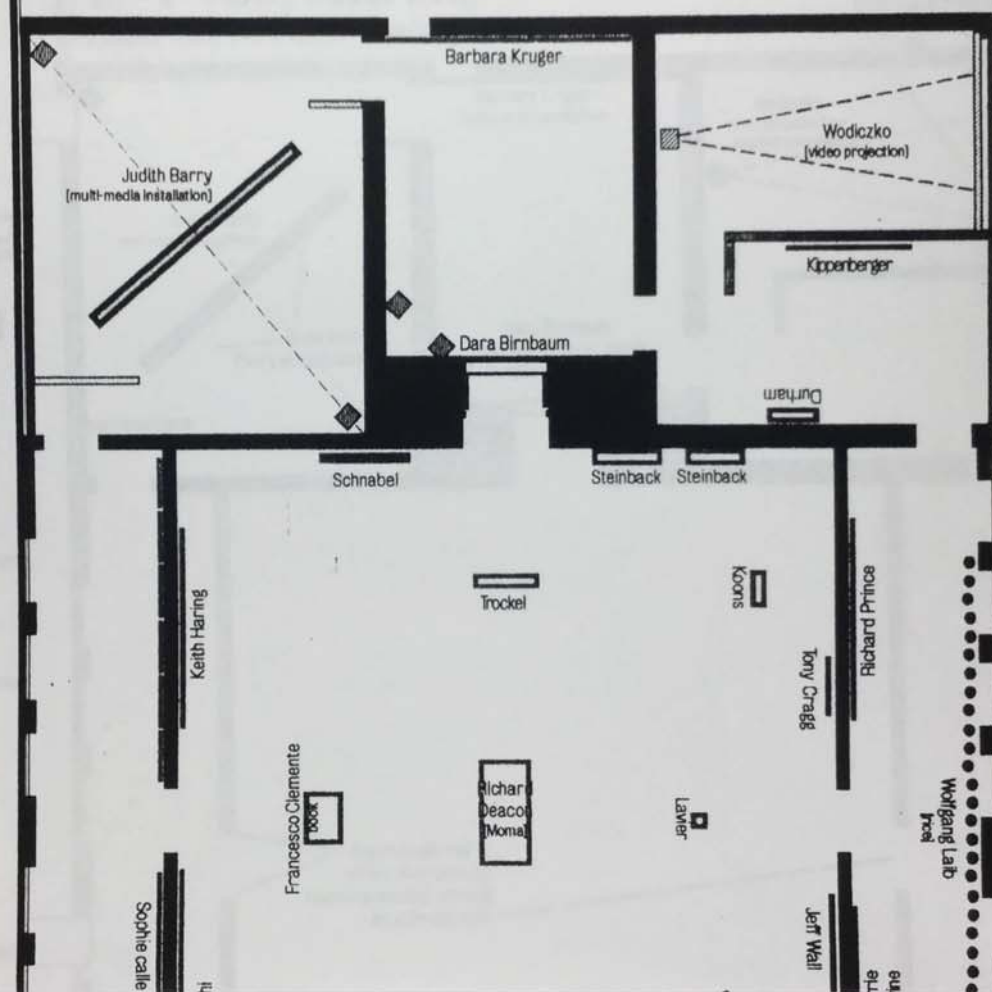 Barbara Kruger
Wodiczko
(video projection)
Judith Barry
(multi-media installation)
Kippenberger
Dara Birnbaum
Durham
Schnabel
Steinback
Steinback
Trockel
Koons
Keith Haring
Richard Prince
Tony Cragg
Francesco Clemente
book
Richard
Deacon
(Moma)
Lavier
Wolfgang Laib
(rice)
Sophie calle
Jeff Wall